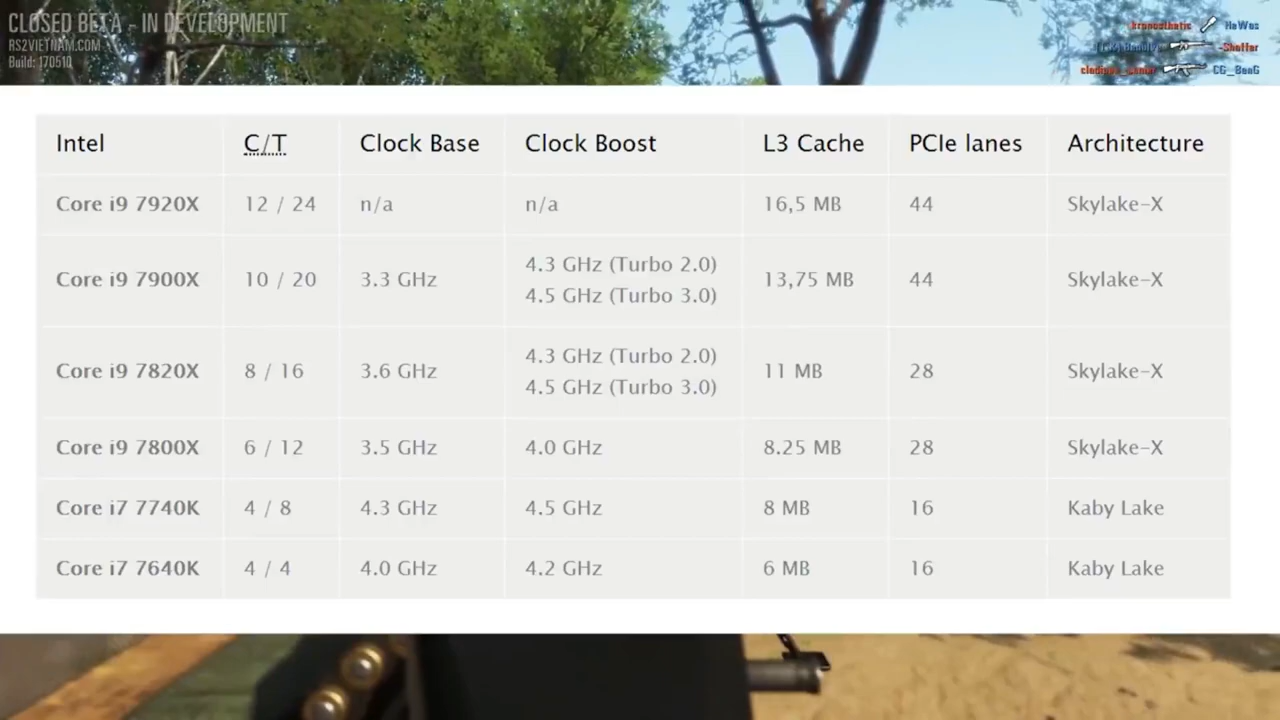 CLOSED BETA - IN DEVELOPMENT
RS2VIETNAM.COM
Build: 170510
HeWos
-Shoffer
CG_BeeG
Intel C/T Clock Base Clock Boost L3 Cache PCIe lanes Architecture
Core i9 7920X 12 / 24 n/a n/a 16,5 MB 44 Skylake-X
Core i9 7900X 10 / 20 3.3 GHz 4.3 GHz (Turbo 2.0) 13,75 MB 44 Skylake-X
4.5 GHz (Turbo 3.0)
Core i9 7820X 8 / 16 3.6 GHz 4.3 GHz (Turbo 2.0) 11 MB 28 Skylake-X
4.5 GHz (Turbo 3.0)
Core i9 7800X 6 / 12 3.5 GHz 4.0 GHz 8.25 MB 28 Skylake-X
Core i7 7740K 4 / 8 4.3 GHz 4.5 GHz 8 MB 16 Kaby Lake
Core i7 7640K 4 / 4 4.0 GHz 4.2 GHz 6 MB 16 Kaby Lake